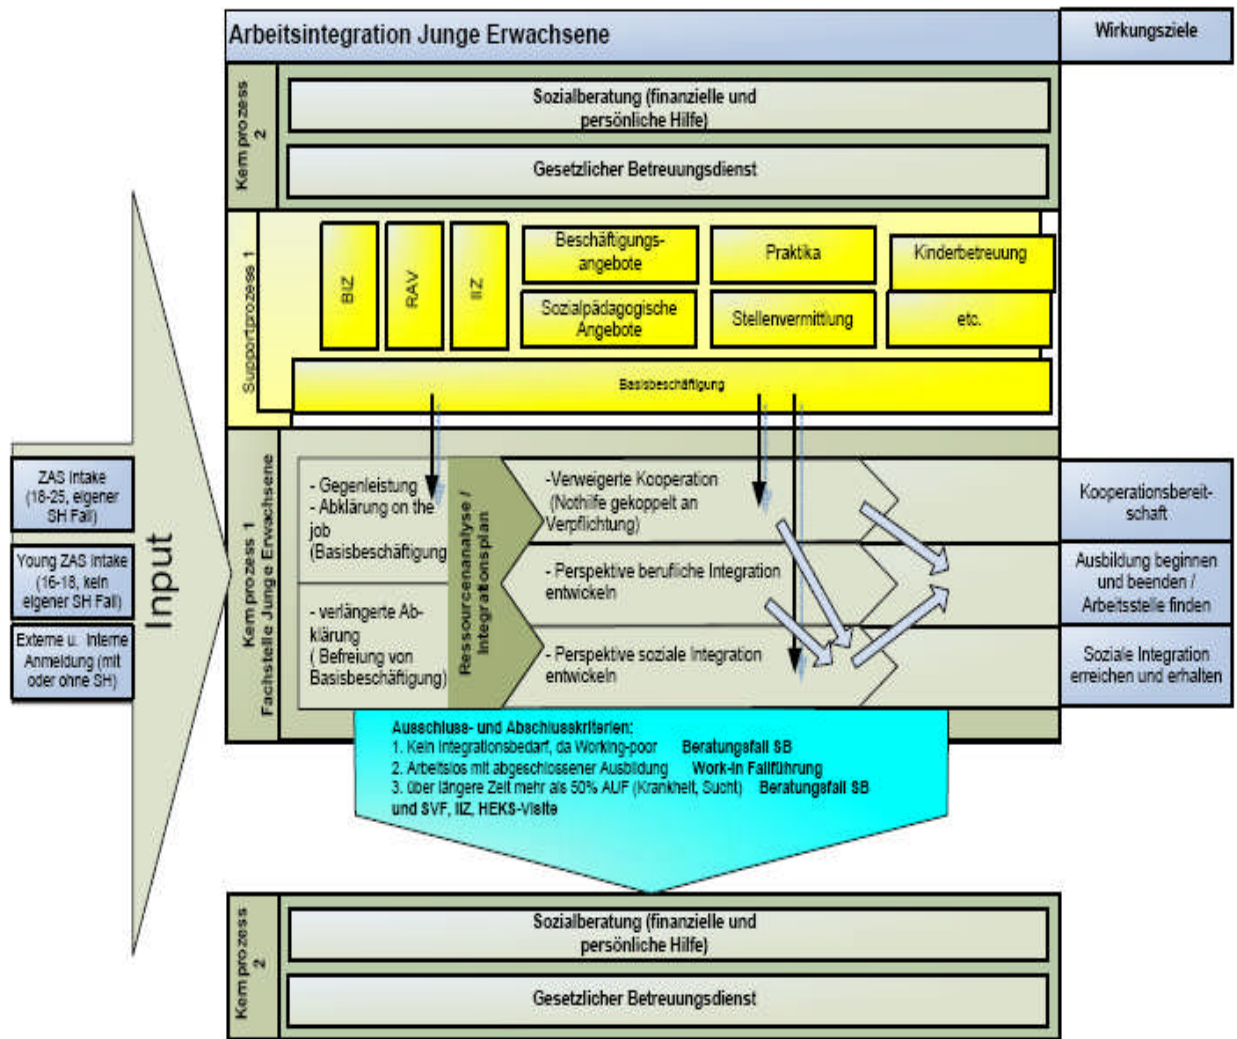 Arbeitsintegration Junge Erwachsene
Wirkungsziele
Kernprozess
2
Sozialberatung (finanzielle und
persönliche Hilfe)
Gesetzlicher Betreuungsdienst
Supportprozess 1
BIZ
RAV
IIZ
Beschäftigungs-
angebote
Praktika
Kinderbetreuung
Sozialpädagogische
Angebote
Stellenvermittlung
etc.
Basisbeschäftigung
Input
ZAS Intake
(18-25, eigener
SH Fall)
Young ZAS Intake
(16-18, kein
eigener SH Fall)
Externe u. Interne
Anmeldung (mit
oder ohne SH)
Kernprozess 1
Fachstelle Junge Erwachsene
- Gegenleistung
- Abklärung on the
job
(Basisbeschäftigung
- verlängerte Ab-
klärung
( Befreiung von
Basisbeschäftigung)
Ressourcenanalyse /
Integrationsplan
-Verweigerte Kooperation
(Nothilfe gekoppelt an
Verpflichtung)
- Perspektive berufliche Integration
entwickeln
- Perspektive soziale Integration
entwickeln
Kooperationsbereit-
schaft
Ausbildung beginnen
und beenden /
Arbeitsstelle finden
Soziale Integration
erreichen und erhalten
Ausschluss- und Abschlusskriterien:
1. Kein Integrationsbedarf, da Working-poor Beratungsfall SB
2. Arbeitslos mit abgeschlossener Ausbildung Work-in Fallführung
3. über längere Zeit mehr als 50% AUF (Krankheit, Sucht) Beratungsfall SB
und SVF, IIZ, HEKS-Visite
Kernprozess
2
Sozialberatung (finanzielle und
persönliche Hilfe)
Gesetzlicher Betreuungsdienst